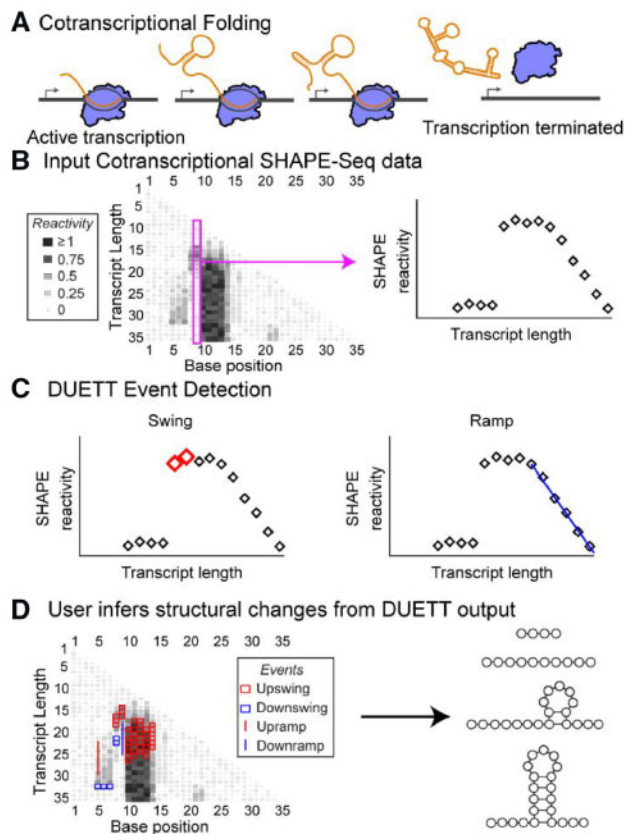 A Cotranscriptional Folding
Active transcription
Transcription terminated
B Input Cotranscriptional SHAPE-Seq data
1 5 10 15 20 25 30 35
Reactivity
≥1
0.75
0.5
0.25
0
Transcript Length
1
5
10
15
20
25
30
35
1 5 10 15 20 25 30 35
Base position
SHAPE
reactivity
Transcript length
C DUETT Event Detection
Swing
SHAPE
reactivity
Transcript length
Ramp
SHAPE
reactivity
Transcript length
D User infers structural changes from DUETT output
1 5 10 15 20 25 30 35
Transcript Length
1
5
10
15
20
25
30
35
1 5 10 15 20 25 30 35
Base position
Events
Upswing
Downswing
Upramp
Downramp